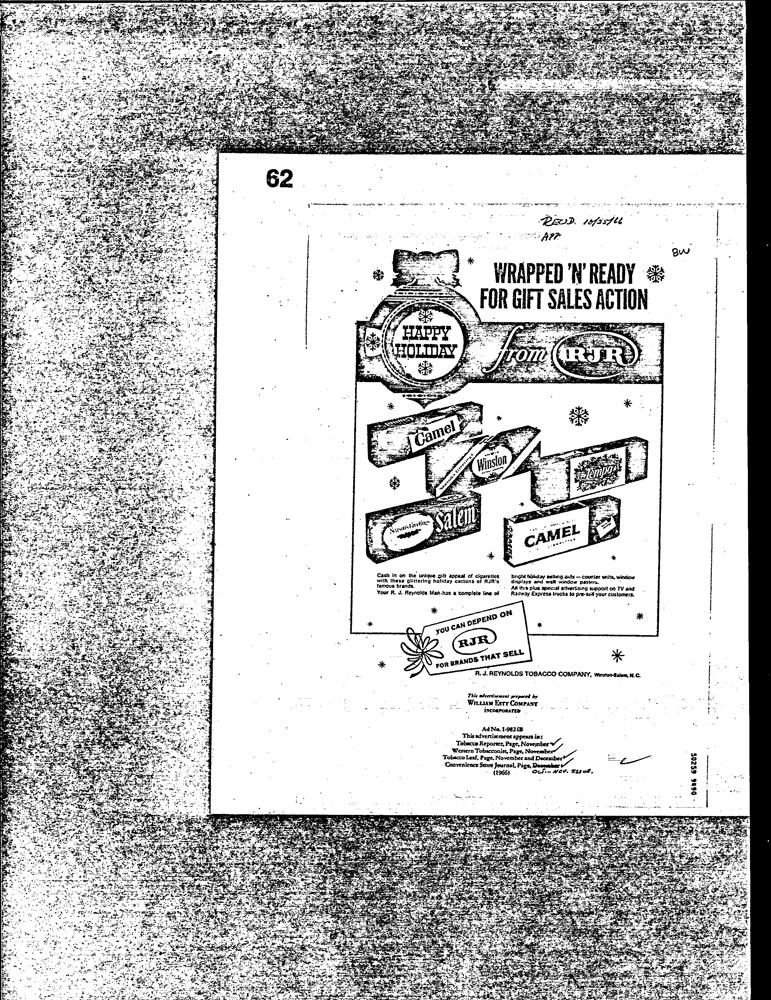 62
REC'D. 10/25/66
APP
BW
WRAPPED 'N' READY
FOR GIFT SALES ACTION
HAPPY
HOLIDAY
from RJR
Camel
Winston
Tempo
Season's Greetings
Salem
CAMEL
Cash in on the unique gift appeal of cigarettes
with these glittering holiday cartons of RJR's
famous brands.
Your R. J. Reynolds Man has a complete line of
bright holiday selling aids — counter units, window
displays and wall window posters.
All this plus special advertising support on TV and
Railway Express trucks to pre-sell your customers.
YOU CAN DEPEND ON
RJR
FOR BRANDS THAT SELL
R. J. REYNOLDS TOBACCO COMPANY, Winston-Salem, N.C.
This advertisement prepared by
WILLIAM ESTY COMPANY
INCORPORATED
Ad No.
This advertisement appears in:
Tobacco Reporter, Page, November
Western Tobacconist, Page, November
Tobacco Leaf, Page, November and December
Convenience Store Journal, Page, December
(1966) Oct - Nov.
50259 9490